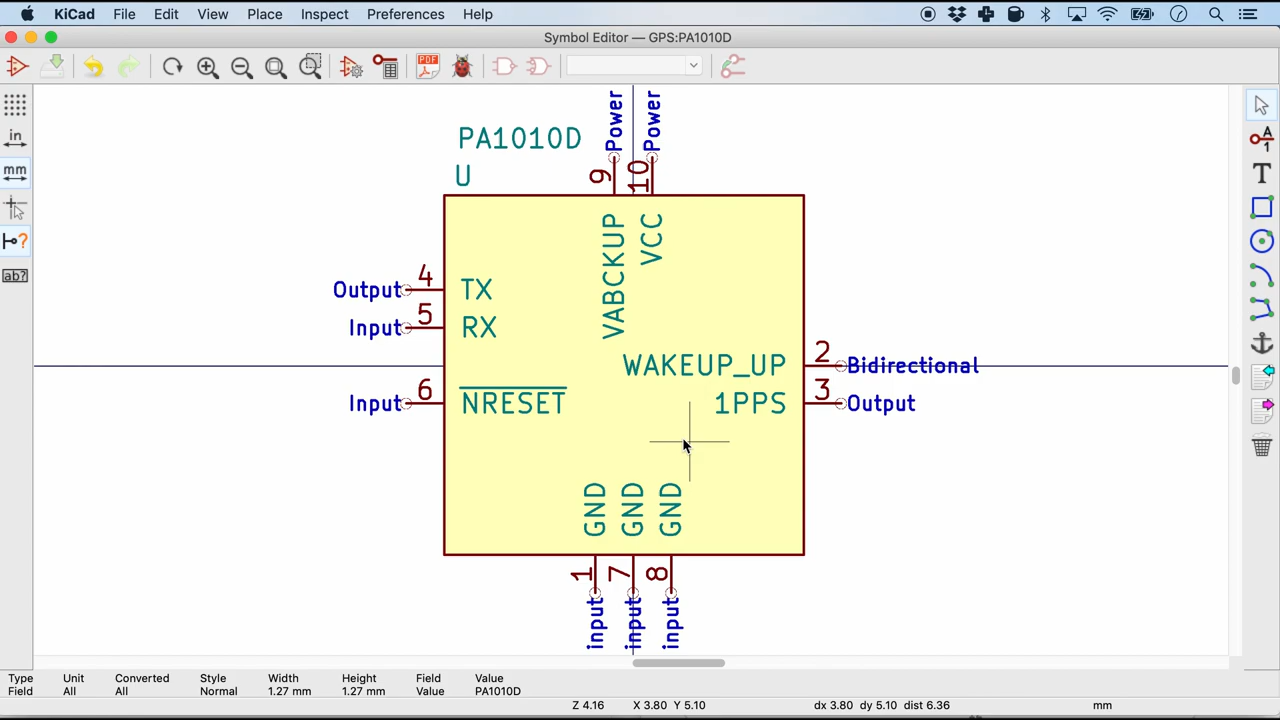 KiCad File Edit View Place Inspect Preferences Help
Symbol Editor — GPS:PA1010D
PDF
in
mm
ab?
A
1
T
PA1010D
U
Power
Power
9
10
VABCKUP
VCC
Output 4 TX
Input 5 RX
Input 6 NRESET
WAKEUP_UP 2 Bidirectional
1PPS 3 Output
GND
GND
GND
1
7
8
input
input
input
Type Unit Converted Style Width Height Field Value
Field All All Normal 1.27 mm 1.27 mm Value PA1010D
Z 4.16 X 3.80 Y 5.10 dx 3.80 dy 5.10 dist 6.36 mm